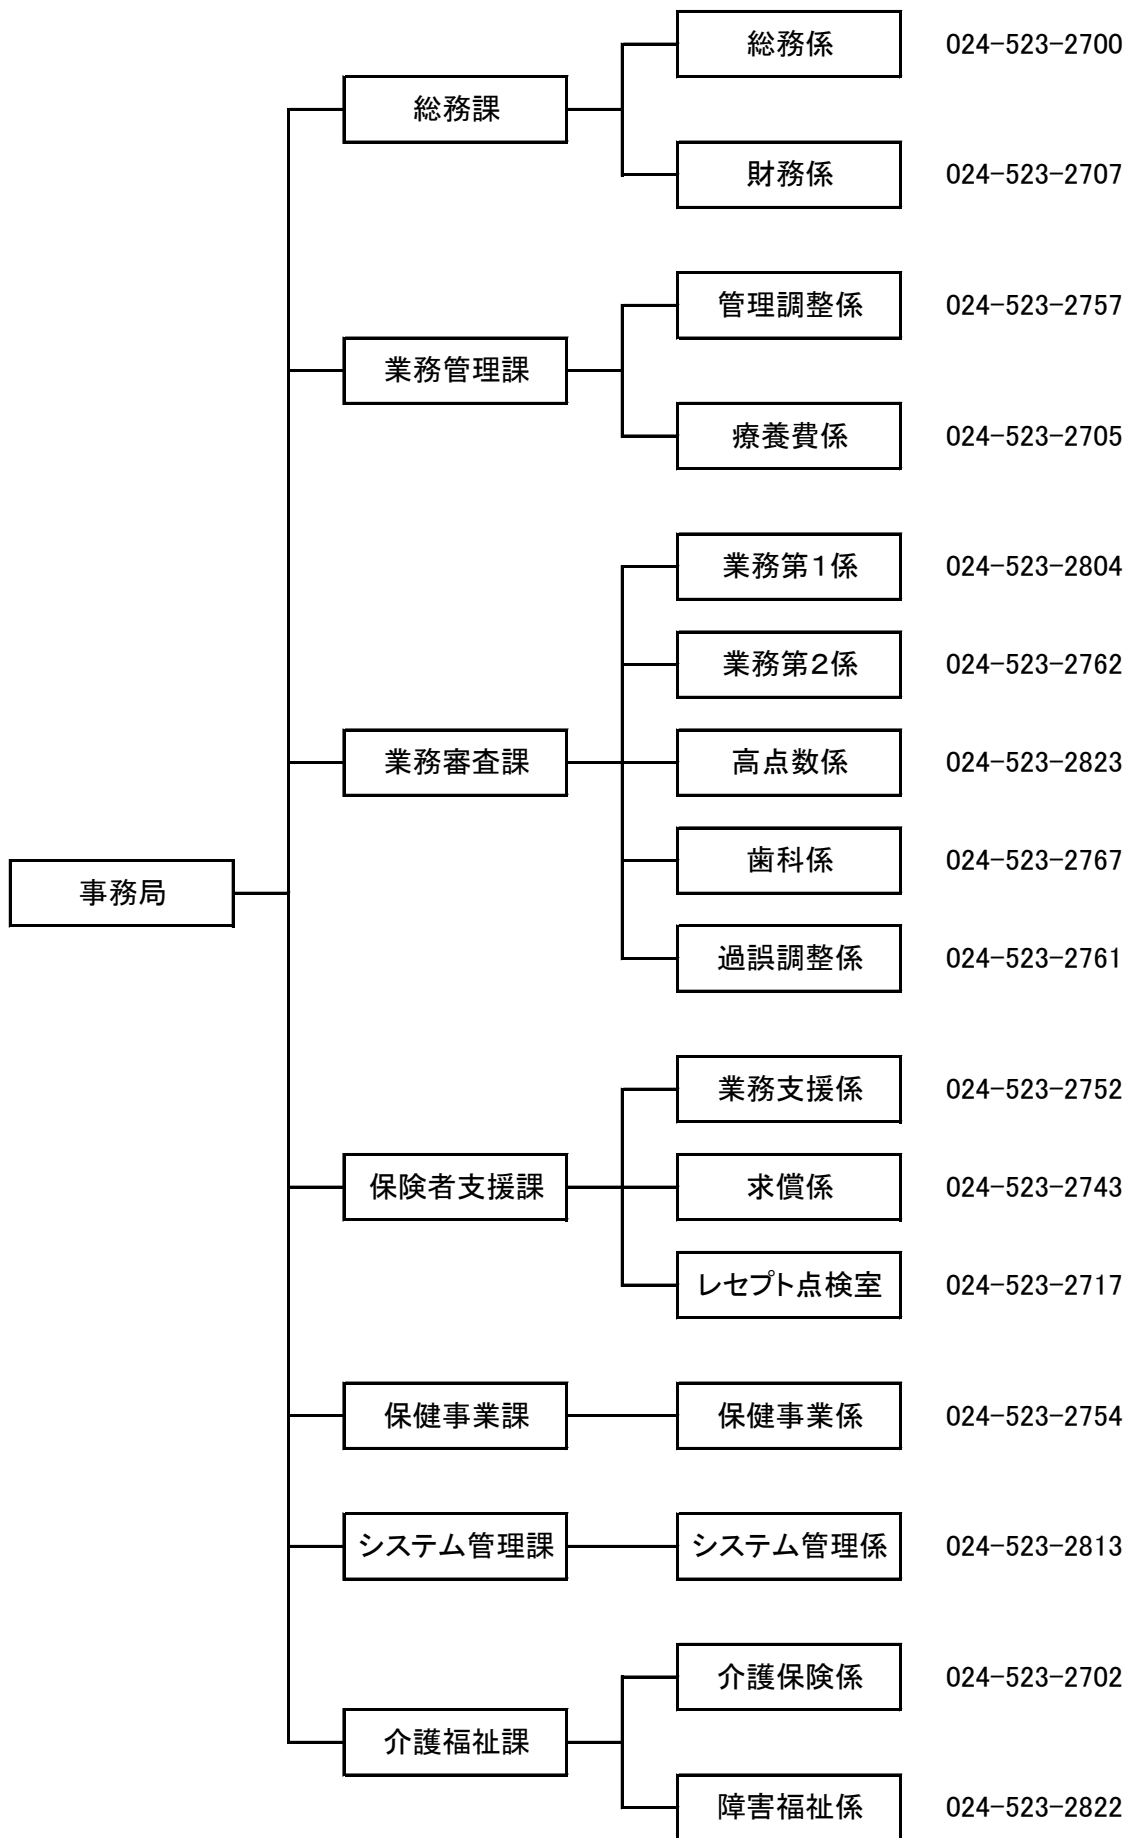 総務係 024-523-2700
総務課
財務係 024-523-2707
管理調整係 024-523-2757
業務管理課
療養費係 024-523-2705
業務第1係 024-523-2804
業務第2係 024-523-2762
業務審査課 高点数係 024-523-2823
歯科係 024-523-2767
事務局
過誤調整係 024-523-2761
業務支援係 024-523-2752
保険者支援課 求償係 024-523-2743
レセプト点検室 024-523-2717
保健事業課 保健事業係 024-523-2754
システム管理課 システム管理係 024-523-2813
介護保険係 024-523-2702
介護福祉課
障害福祉係 024-523-2822